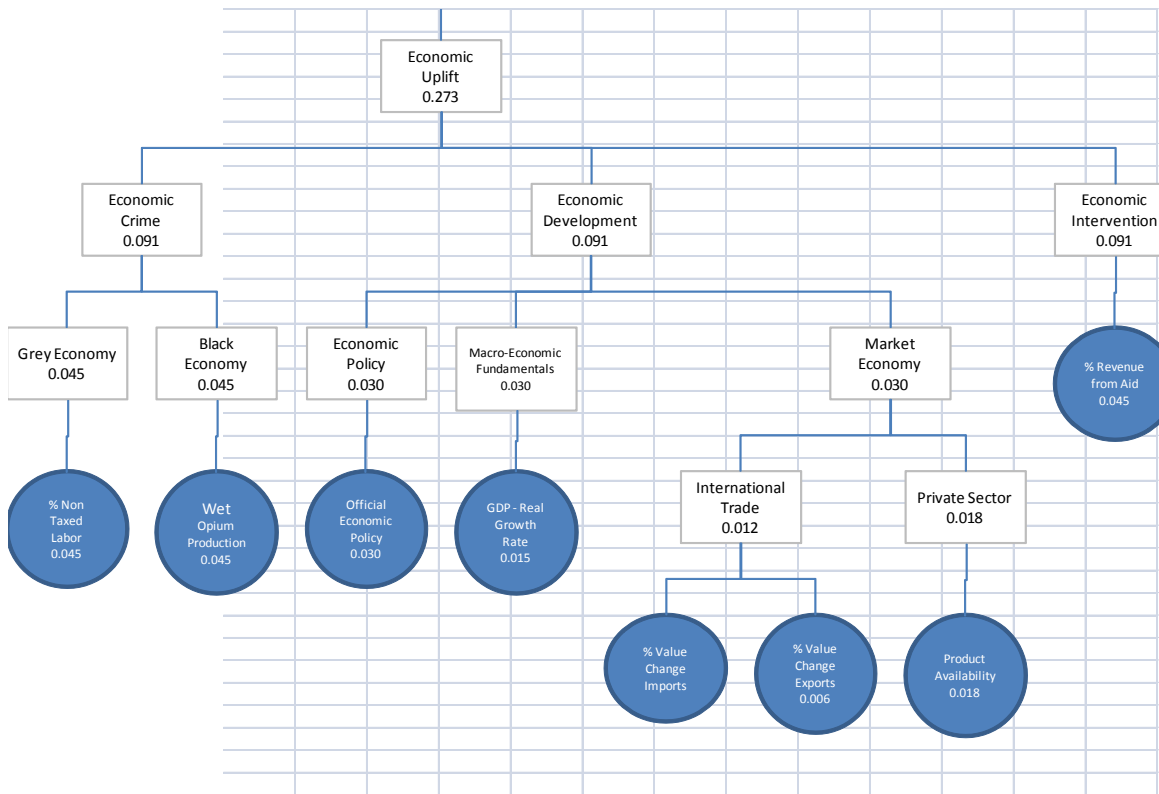 Economic
Uplift
0.273
Economic
Crime
0.091
Economic
Development
0.091
Economic
Intervention
0.091
Grey Economy
0.045
Black
Economy
0.045
Economic
Policy
0.030
Macro-Economic
Fundamentals
0.030
Market
Economy
0.030
% Revenue
from Aid
0.045
% Non
Taxed
Labor
0.045
Wet
Opium
Production
0.045
Official
Economic
Policy
0.030
GDP - Real
Growth
Rate
0.015
International
Trade
0.012
Private Sector
0.018
% Value
Change
Imports
% Value
Change
Exports
0.006
Product
Availability
0.018